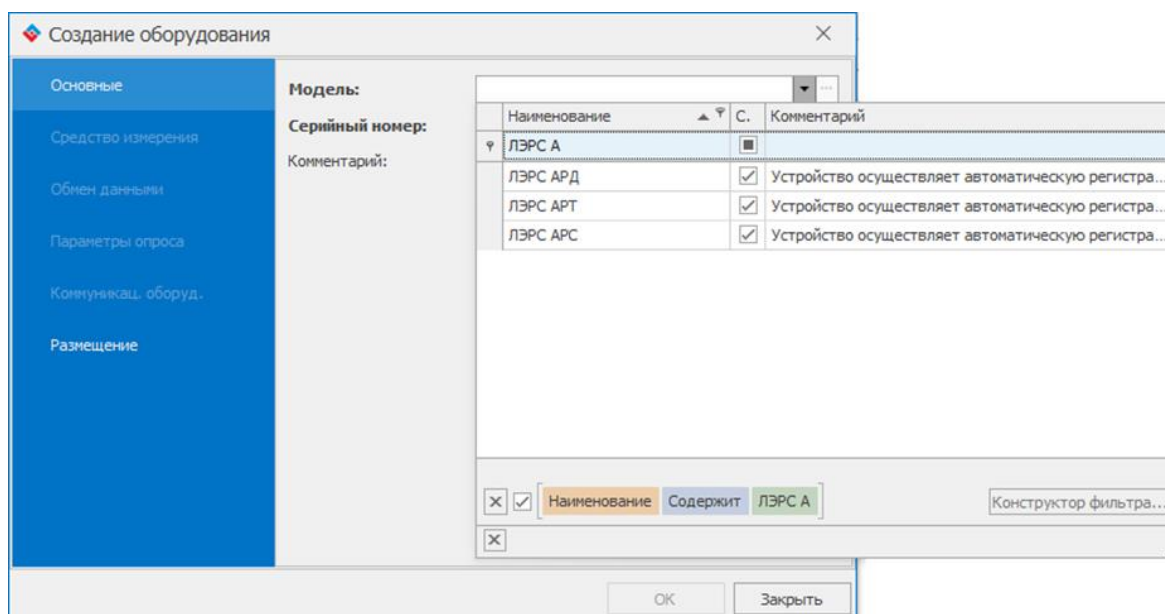 Создание оборудования
Основные
Средство измерения
Обмен данными
Параметры опроса
Коммуникац. оборуд.
Размещение
Модель:
Серийный номер:
Комментарий:
Наименование С. Комментарий
ЛЭРС А
ЛЭРС АРД Устройство осуществляет автоматическую регистра...
ЛЭРС АРТ Устройство осуществляет автоматическую регистра...
ЛЭРС АРС Устройство осуществляет автоматическую регистра...
Наименование Содержит ЛЭРС А Конструктор фильтра...
ОК Закрыть